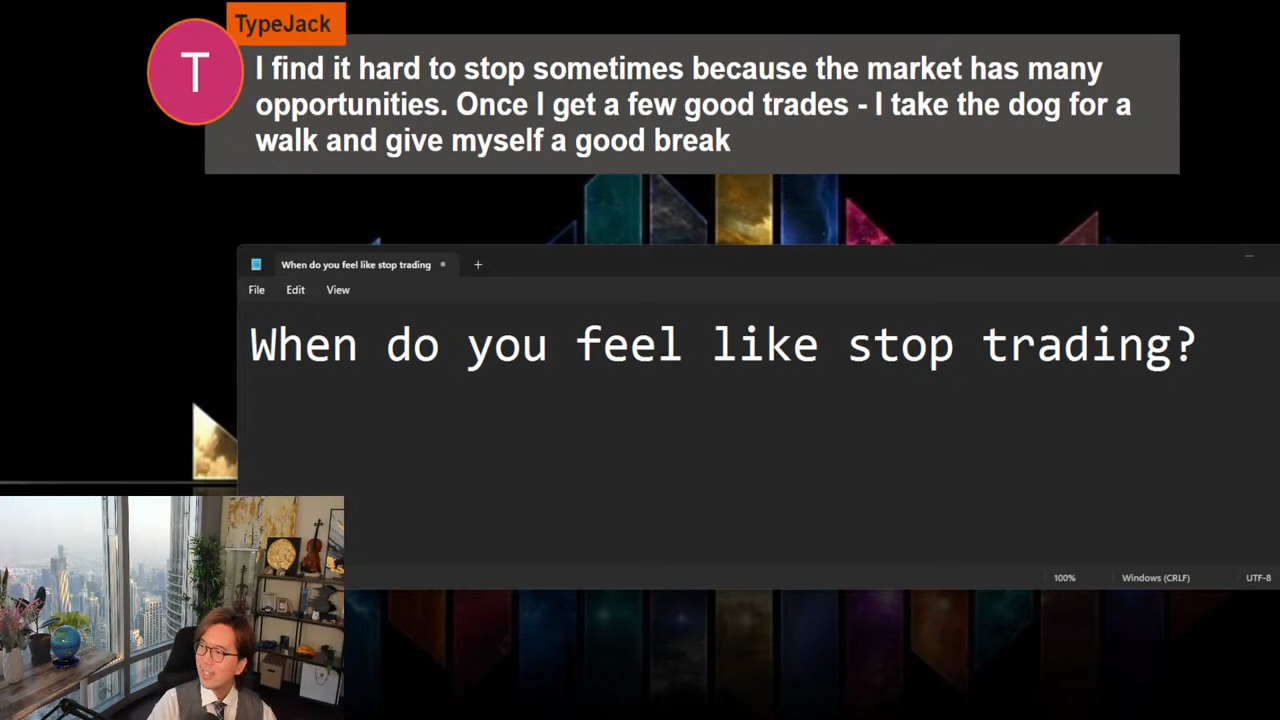 TypeJack
T
I find it hard to stop sometimes because the market has many
opportunities. Once I get a few good trades - I take the dog for a
walk and give myself a good break
When do you feel like stop trading
File Edit View
When do you feel like stop trading?
100% Windows (CRLF) UTF-8